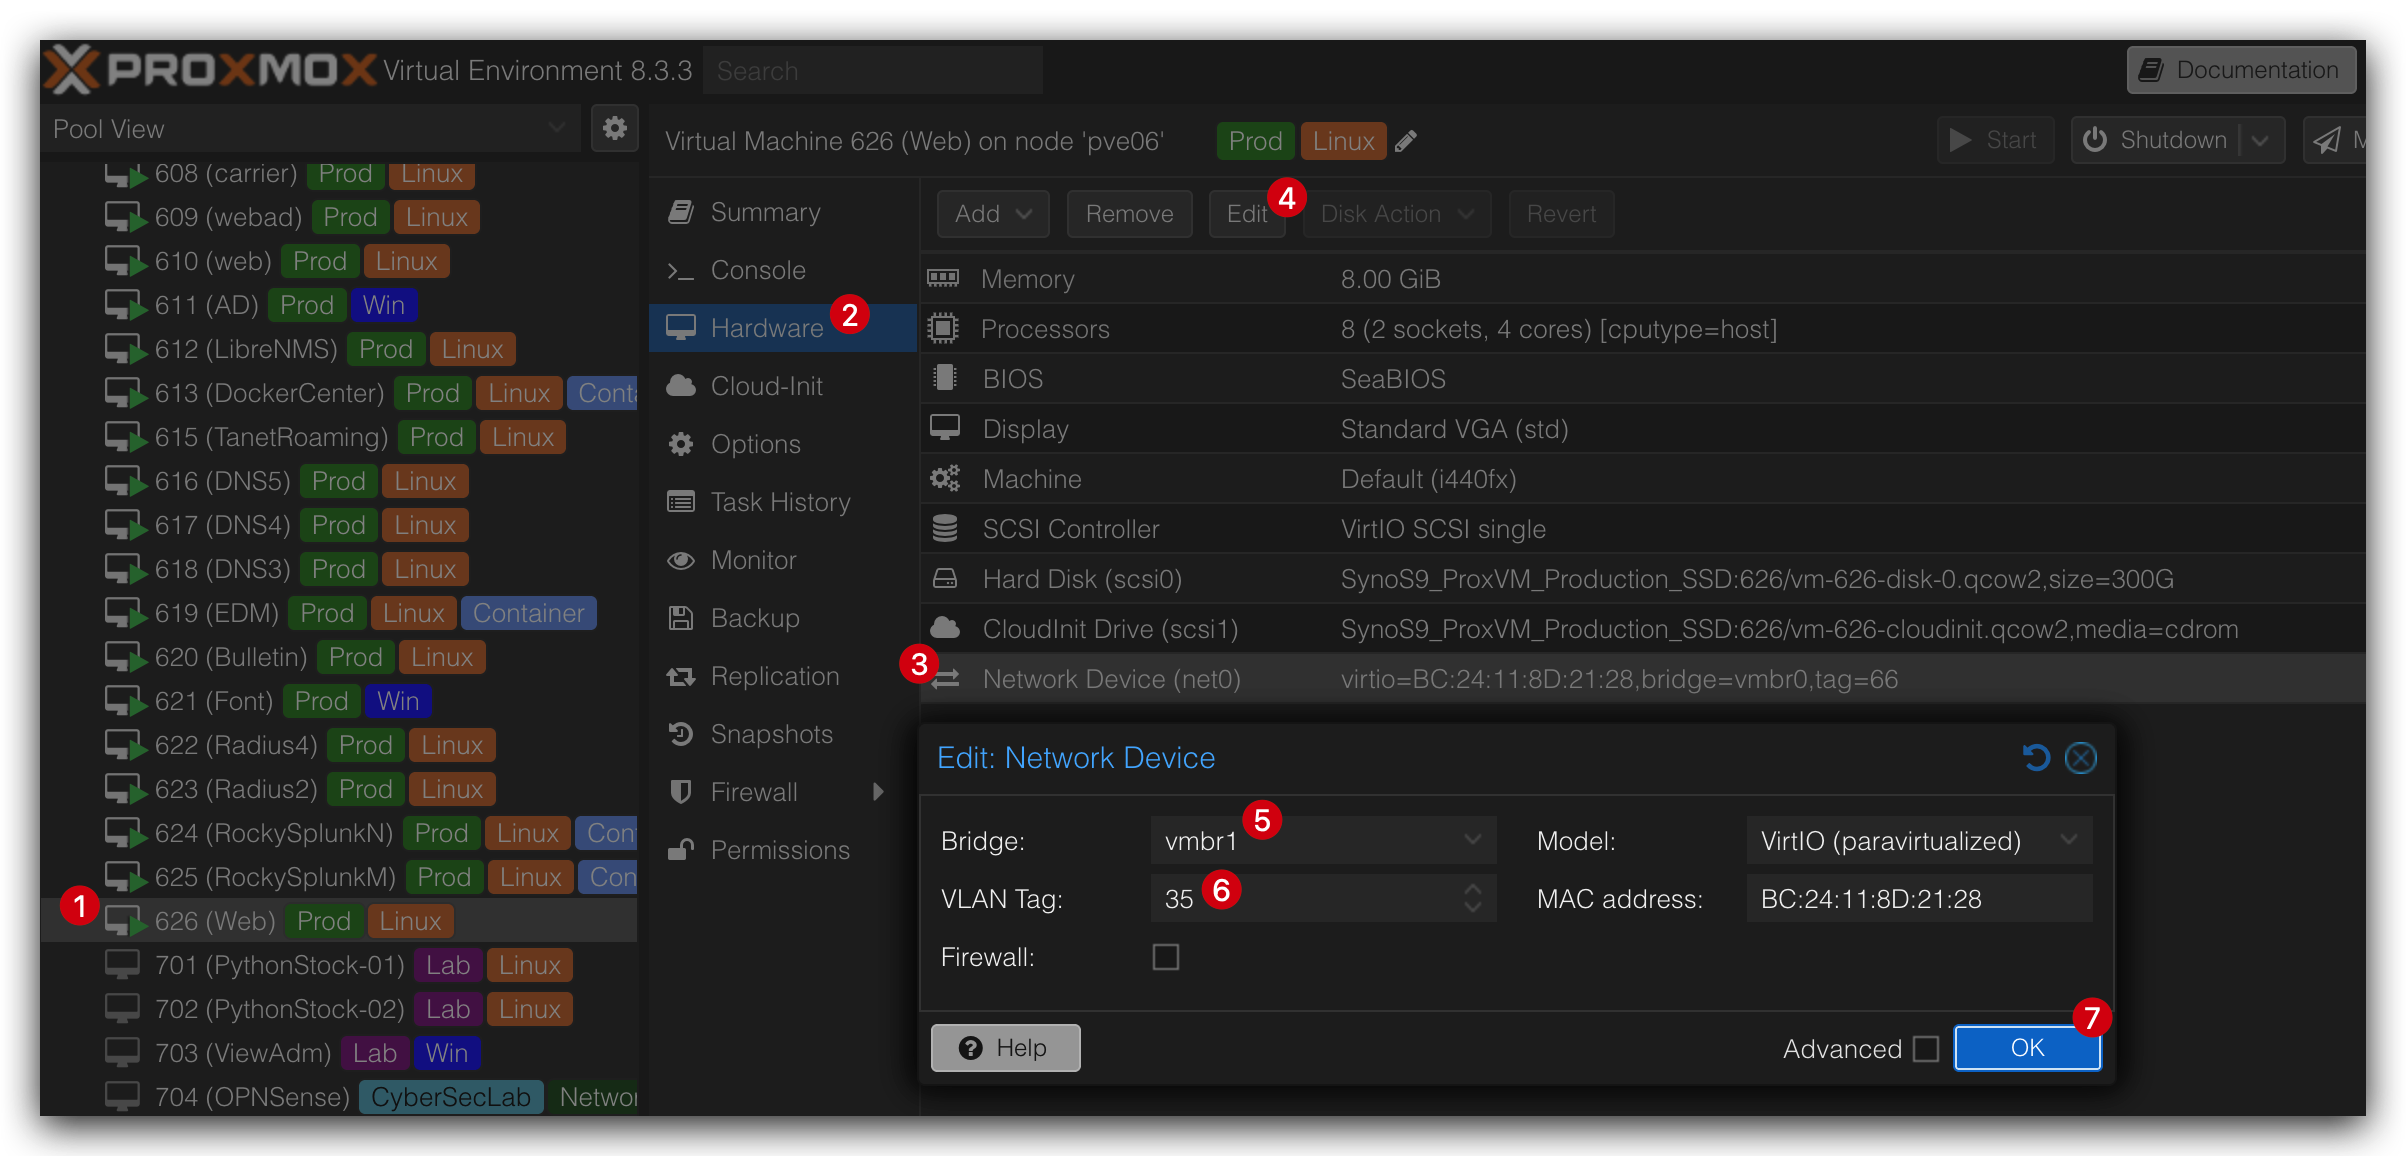 PROXMOX Virtual Environment 8.3.3 Search Documentation
Pool View
608 (carrier) Prod Linux
609 (webad) Prod Linux
610 (web) Prod Linux
611 (AD) Prod Win
612 (LibreNMS) Prod Linux
613 (DockerCenter) Prod Linux Conta
615 (TanetRoaming) Prod Linux
616 (DNS5) Prod Linux
617 (DNS4) Prod Linux
618 (DNS3) Prod Linux
619 (EDM) Prod Linux Container
620 (Bulletin) Prod Linux
621 (Font) Prod Win
622 (Radius4) Prod Linux
623 (Radius2) Prod Linux
624 (RockySplunkN) Prod Linux Con
625 (RockySplunkM) Prod Linux Con
1 626 (Web) Prod Linux
701 (PythonStock-01) Lab Linux
702 (PythonStock-02) Lab Linux
703 (ViewAdm) Lab Win
704 (OPNSense) CyberSecLab Networ
Virtual Machine 626 (Web) on node 'pve06' Prod Linux Start Shutdown M
Summary
Console
Hardware 2
Cloud-Init
Options
Task History
Monitor
Backup
Replication
Snapshots
Firewall
Permissions
Add Remove Edit 4 Disk Action Revert
Memory 8.00 GiB
Processors 8 (2 sockets, 4 cores) [cputype=host]
BIOS SeaBIOS
Display Standard VGA (std)
Machine Default (i440fx)
SCSI Controller VirtIO SCSI single
Hard Disk (scsi0) SynoS9_ProxVM_Production_SSD:626/vm-626-disk-0.qcow2,size=300G
CloudInit Drive (scsi1) SynoS9_ProxVM_Production_SSD:626/vm-626-cloudinit.qcow2,media=cdrom
3 Network Device (net0) virtio=BC:24:11:8D:21:28,bridge=vmbr0,tag=66
Edit: Network Device
Bridge: vmbr1 5 Model: VirtIO (paravirtualized)
VLAN Tag: 35 6 MAC address: BC:24:11:8D:21:28
Firewall:
Help Advanced OK 7